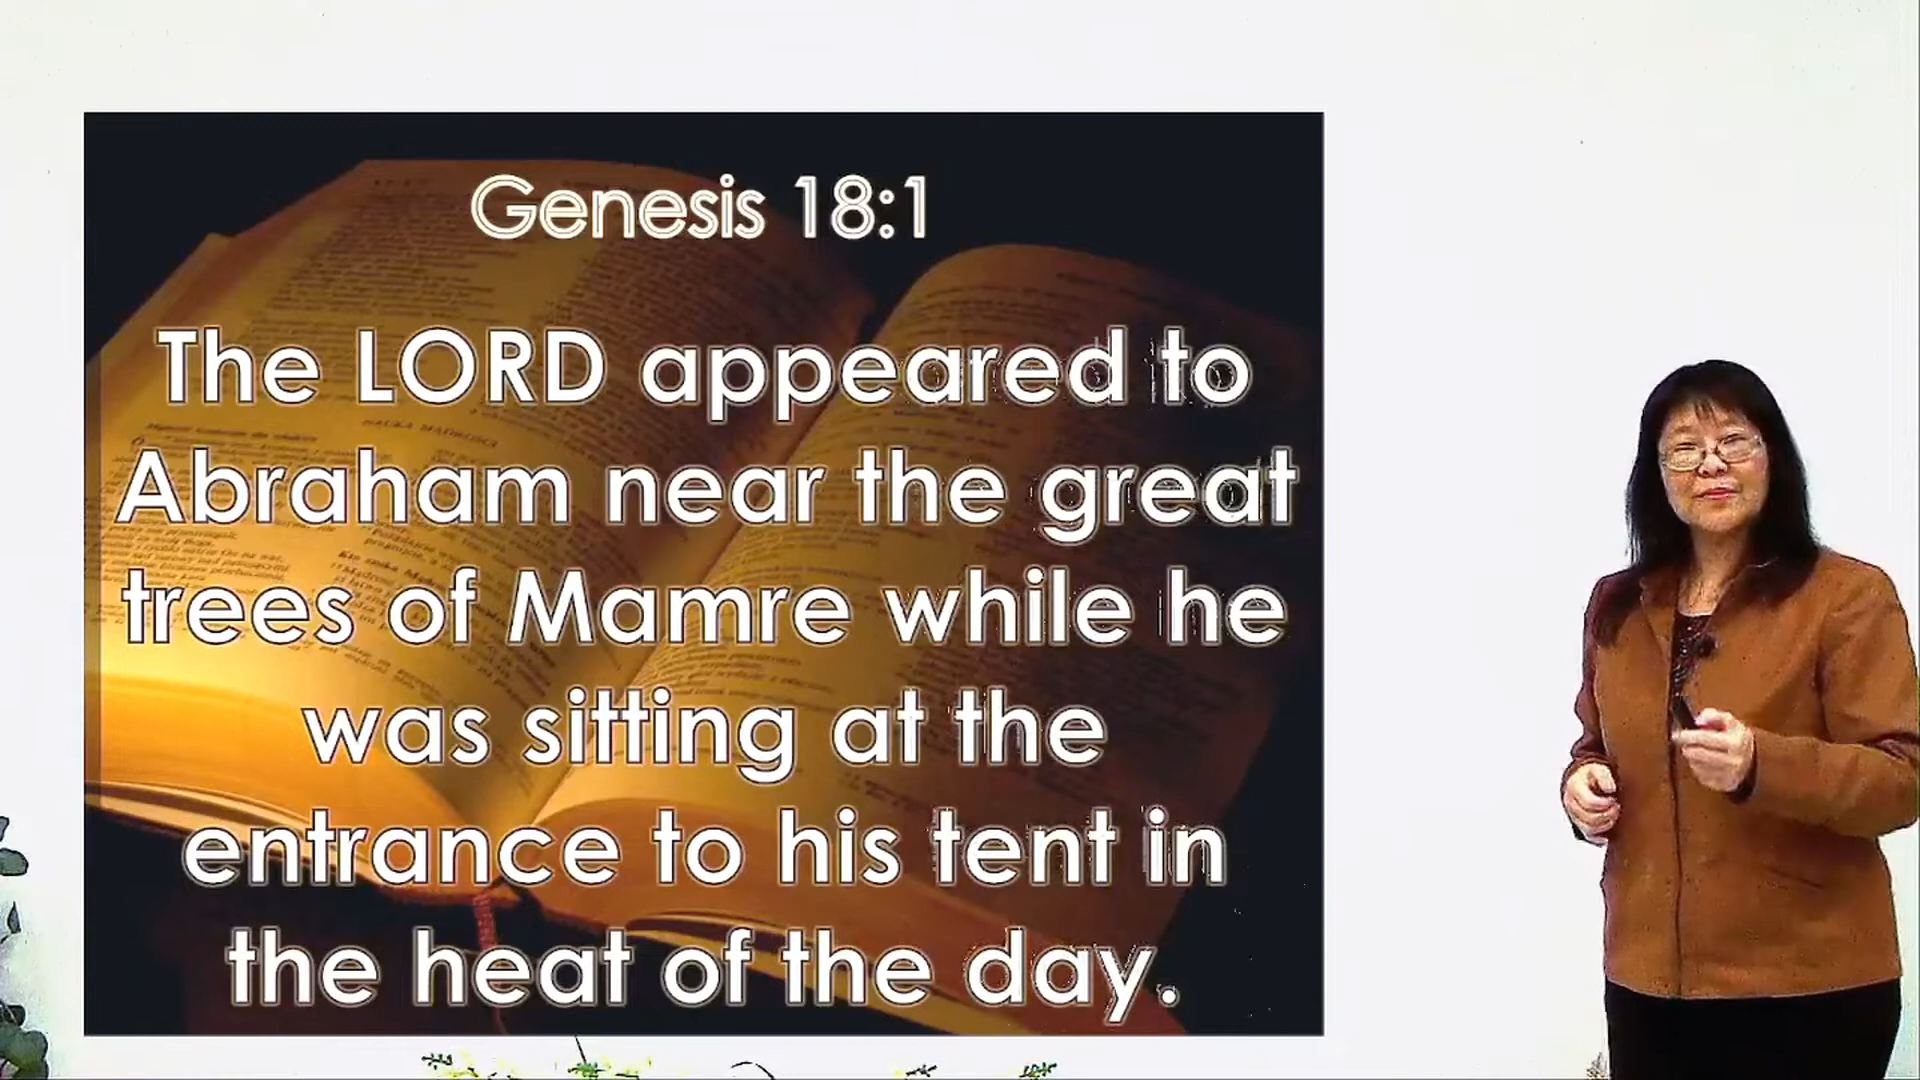 Genesis 18:1
The LORD appeared to
Abraham near the great
trees of Mamre while he
was sitting at the
entrance to his tent in
the heat of the day.